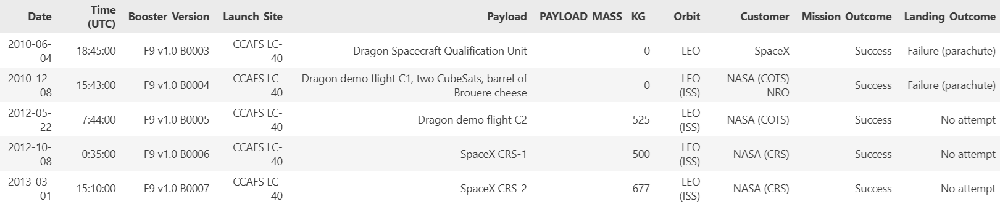 Date Time (UTC) Booster_Version Launch_Site Payload PAYLOAD_MASS__KG_ Orbit Customer Mission_Outcome Landing_Outcome
2010-06-04 18:45:00 F9 v1.0 B0003 CCAFS LC-40 Dragon Spacecraft Qualification Unit 0 LEO SpaceX Success Failure (parachute)
2010-12-08 15:43:00 F9 v1.0 B0004 CCAFS LC-40 Dragon demo flight C1, two CubeSats, barrel of Brouere cheese 0 LEO (ISS) NASA (COTS) NRO Success Failure (parachute)
2012-05-22 7:44:00 F9 v1.0 B0005 CCAFS LC-40 Dragon demo flight C2 525 LEO (ISS) NASA (COTS) Success No attempt
2012-10-08 0:35:00 F9 v1.0 B0006 CCAFS LC-40 SpaceX CRS-1 500 LEO (ISS) NASA (CRS) Success No attempt
2013-03-01 15:10:00 F9 v1.0 B0007 CCAFS LC-40 SpaceX CRS-2 677 LEO (ISS) NASA (CRS) Success No attempt